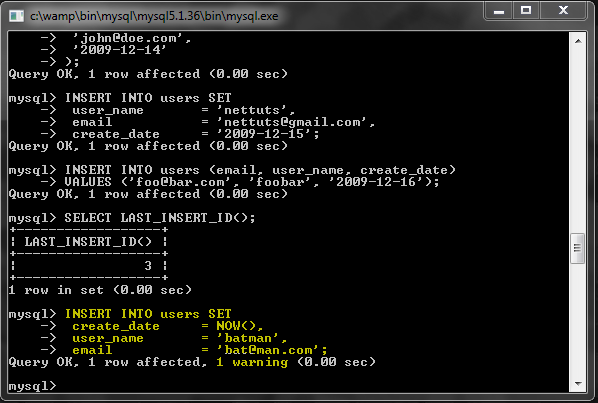 c:\wamp\bin\mysql\mysql5.1.36\bin\mysql.exe
    -> 'john@doe.com',
    -> '2009-12-14'
    -> );
Query OK, 1 row affected (0.00 sec)
mysql> INSERT INTO users SET
    -> user_name       = 'nettuts',
    -> email           = 'nettuts@gmail.com',
    -> create_date     = '2009-12-15';
Query OK, 1 row affected (0.00 sec)
mysql> INSERT INTO users (email, user_name, create_date)
    -> VALUES ('foo@bar.com', 'foobar', '2009-12-16');
Query OK, 1 row affected (0.00 sec)
mysql> SELECT LAST_INSERT_ID();
+------------------+
| LAST_INSERT_ID() |
+------------------+
|                3 |
+------------------+
1 row in set (0.00 sec)
mysql> INSERT INTO users SET
    -> create_date     = NOW(),
    -> user_name       = 'batman',
    -> email           = 'bat@man.com';
Query OK, 1 row affected, 1 warning (0.00 sec)
mysql>